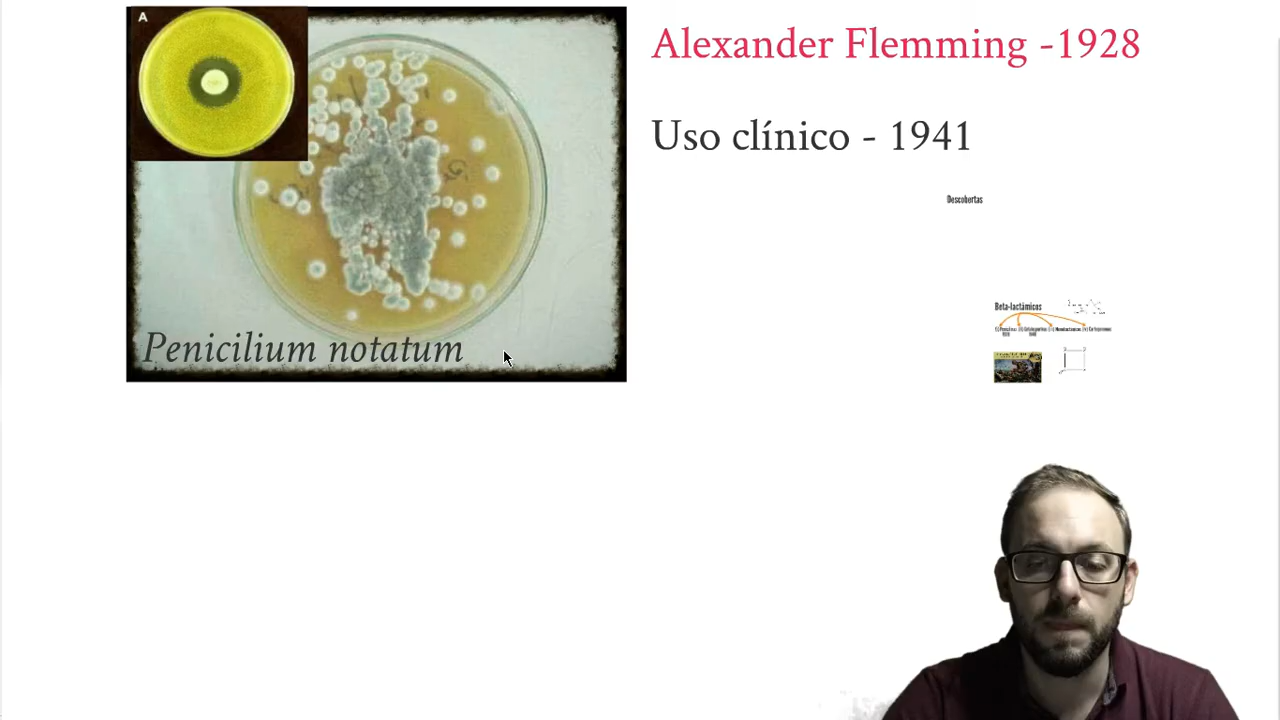 A
Alexander Flemming -1928
Uso clínico - 1941
Descobertas
Penicilium notatum
Beta-lactâmicos